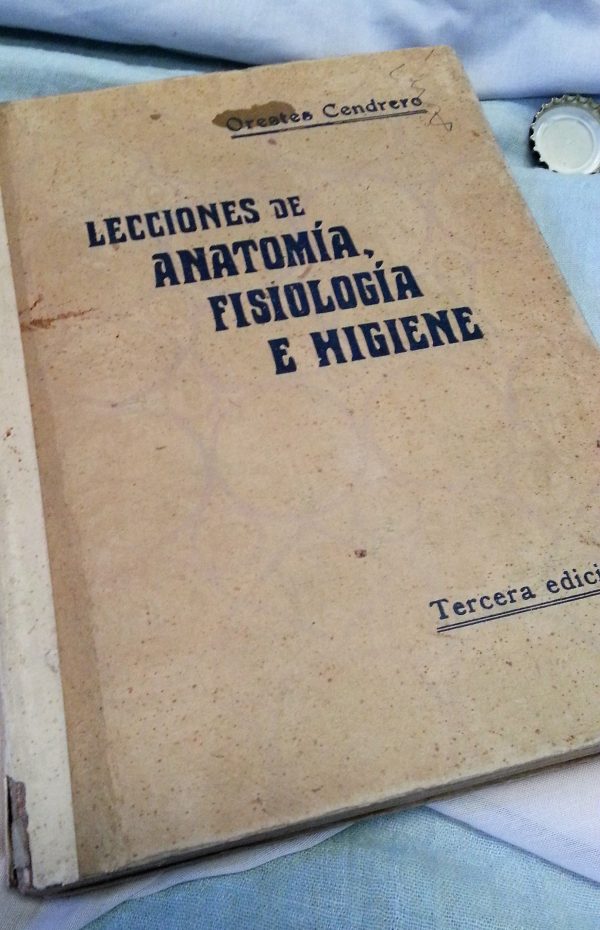 Orestes Cendrero
LECCIONES DE
ANATOMÍA,
FISIOLOGÍA
E HIGIENE
Tercera edici